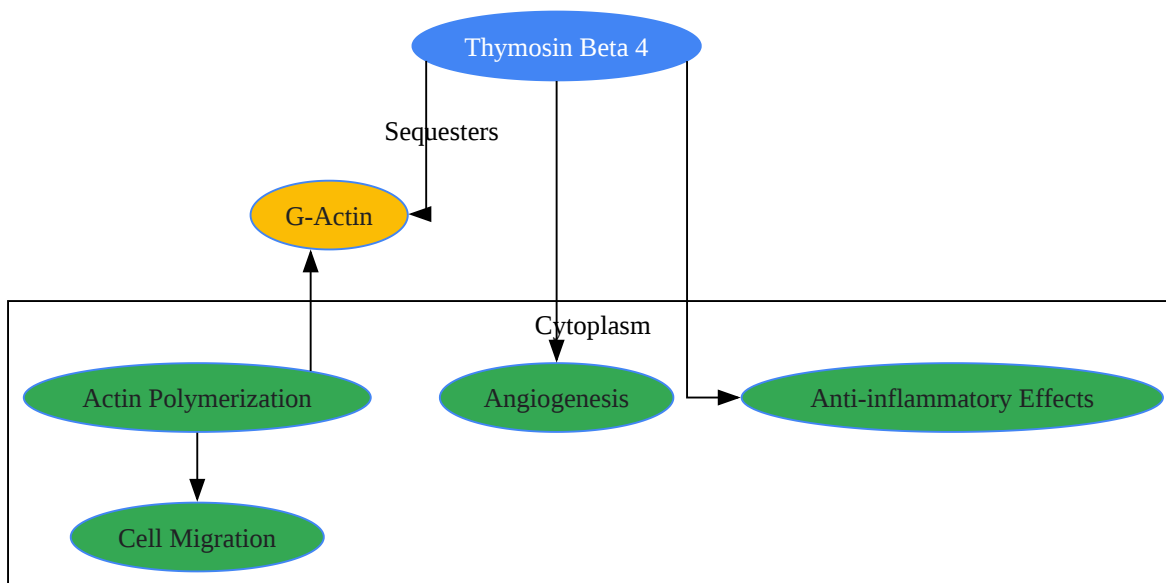 Thymosin Beta 4
Sequesters
G-Actin
Cytoplasm
Actin Polymerization
Angiogenesis
Anti-inflammatory Effects
Cell Migration